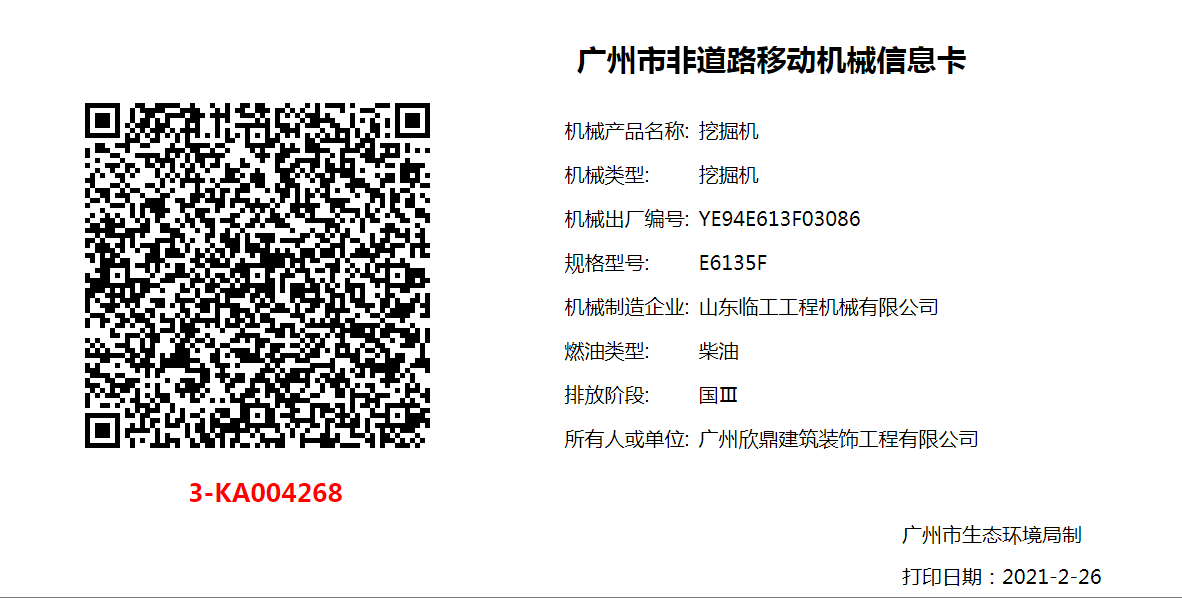 广州市非道路移动机械信息卡
机械产品名称: 挖掘机
机械类型: 挖掘机
机械出厂编号: YE94E613F03086
规格型号: E6135F
机械制造企业: 山东临工工程机械有限公司
燃油类型: 柴油
排放阶段: 国Ⅲ
所有人或单位: 广州欣鼎建筑装饰工程有限公司
3-KA004268
广州市生态环境局制
打印日期：2021-2-26